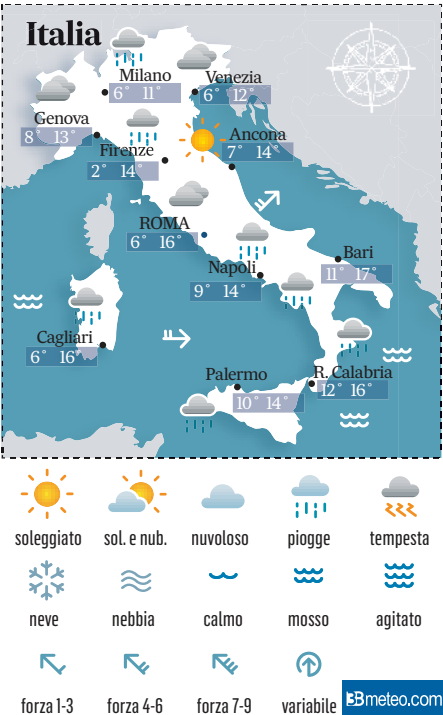 Italia
Milano
6° 11°
Venezia
6° 12°
Genova
8° 13°
Firenze
2° 14°
Ancona
7° 14°
ROMA
6° 16°
Napoli
9° 14°
Bari
11° 17°
Cagliari
6° 16°
Palermo
10° 14°
R. Calabria
12° 16°
soleggiato sol. e nub. nuvoloso piogge tempesta
neve nebbia calmo mosso agitato
forza 1-3 forza 4-6 forza 7-9 variabile
3Bmeteo.com